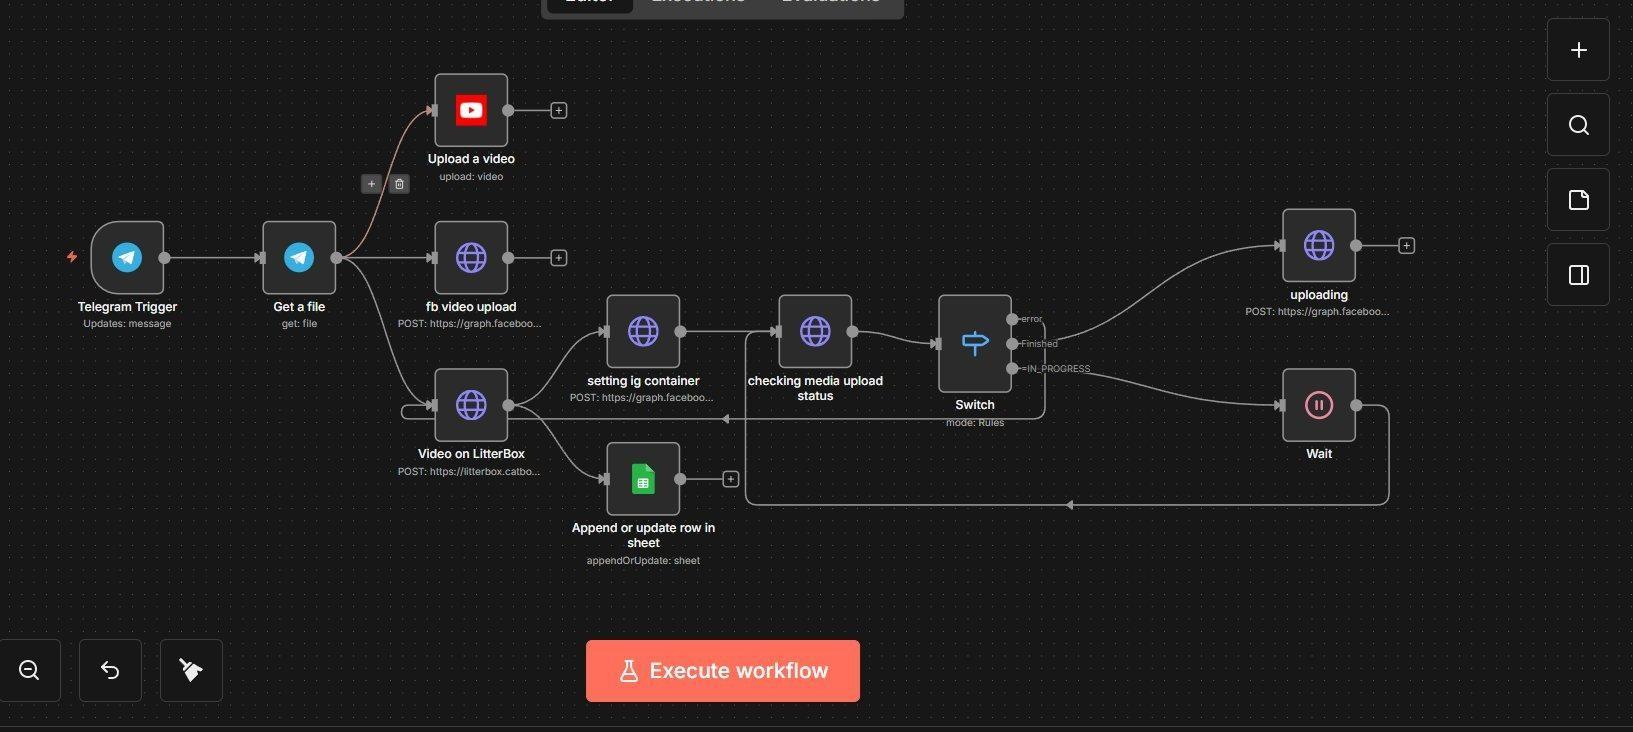 Editor Executions Evaluations
Upload a video
upload: video
Telegram Trigger
Updates: message
Get a file
get: file
fb video upload
POST: https://graph.faceboo...
uploading
POST: https://graph.faceboo...
setting ig container
POST: https://graph.faceboo...
checking media upload
status
error
Finished
=IN_PROGRESS
Switch
mode: Rules
Wait
Video on LitterBox
POST: https://litterbox.catbo...
Append or update row in
sheet
appendOrUpdate: sheet
Execute workflow